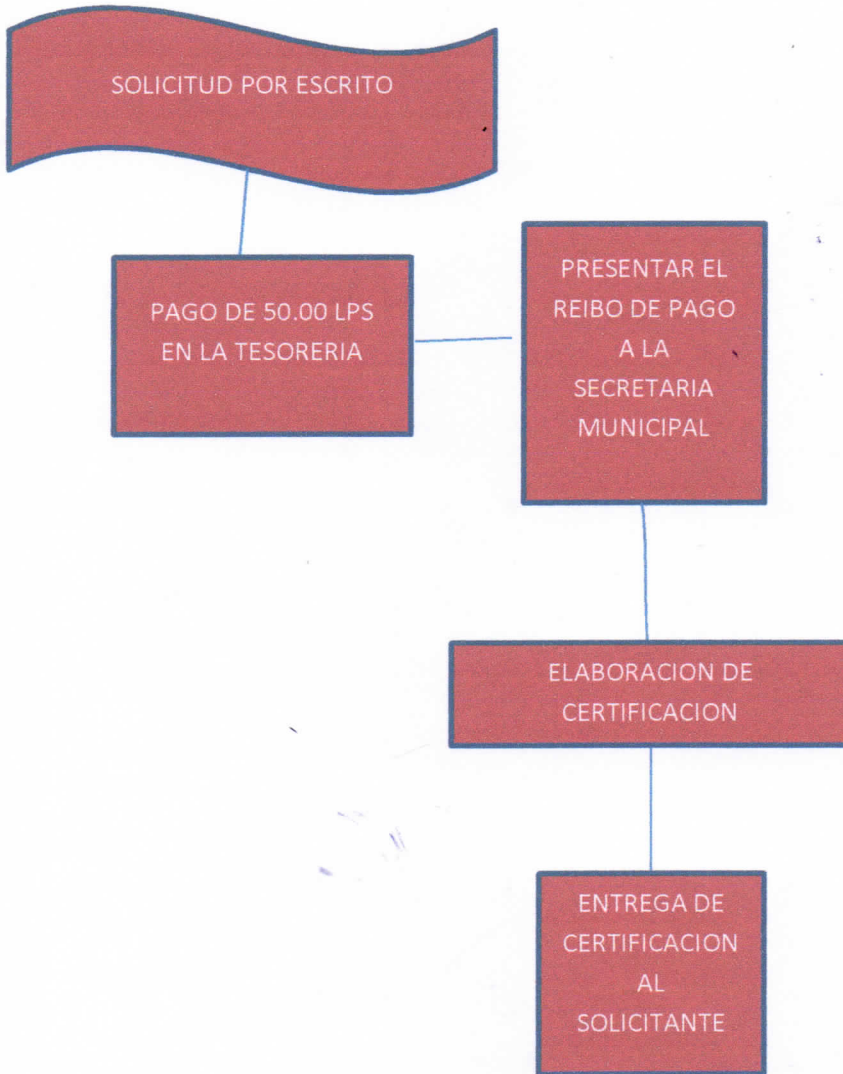 SOLICITUD POR ESCRITO
PAGO DE 50.00 LPS
EN LA TESORERIA
PRESENTAR EL
REIBO DE PAGO
A LA
SECRETARIA
MUNICIPAL
ELABORACION DE
CERTIFICACION
ENTREGA DE
CERTIFICACION
AL
SOLICITANTE